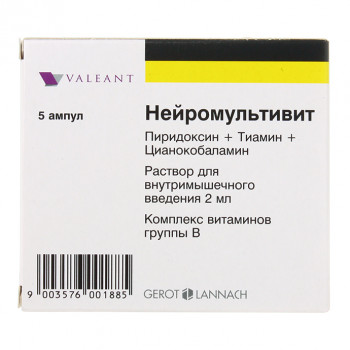 VALEANT
5 ампул
Нейромультивит
Пиридоксин + Тиамин +
Цианокобаламин
Раствор для
внутримышечного
введения 2 мл
Комплекс витаминов
группы В
9 003576 001885
GEROT LANNACH